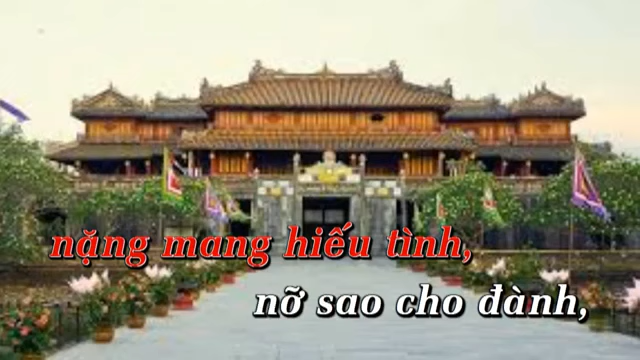 nặng mang hiếu tình,
nỡ sao cho đành,